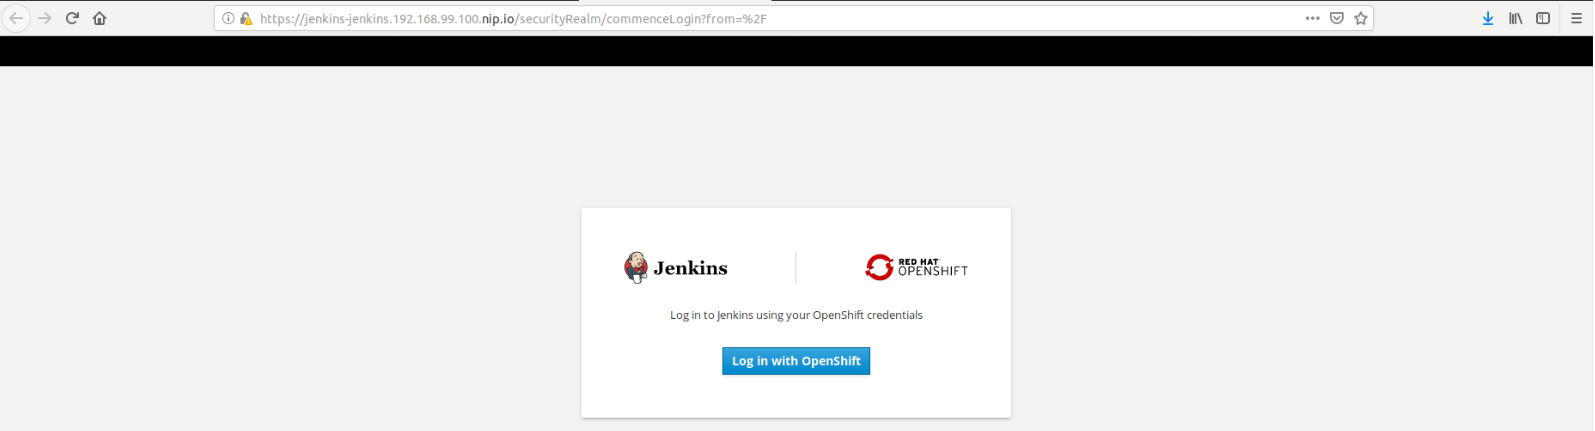 https://jenkins-jenkins.192.168.99.100.nip.io/securityRealm/commenceLogin?from=%2F
Jenkins
RED HAT
OPENSHIFT
Log in to Jenkins using your OpenShift credentials
Log in with OpenShift